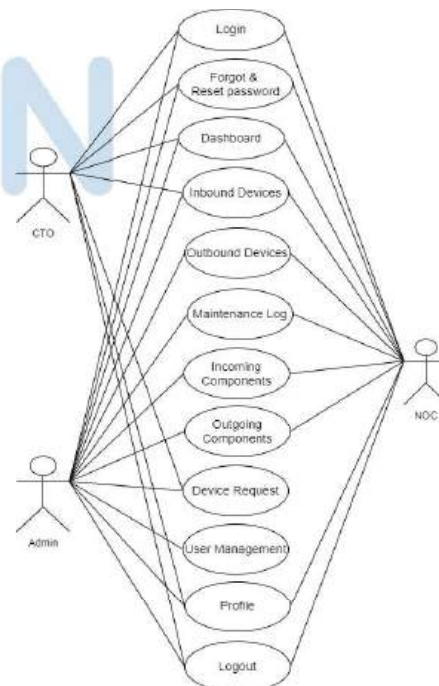 Login
Forgot &
Reset password
Dashboard
Inbound Devices
CTO
Outbound Devices
Maintenance Log
Incoming
Components
NOC
Outgoing
Components
Device Request
Admin
User Management
Profile
Logout